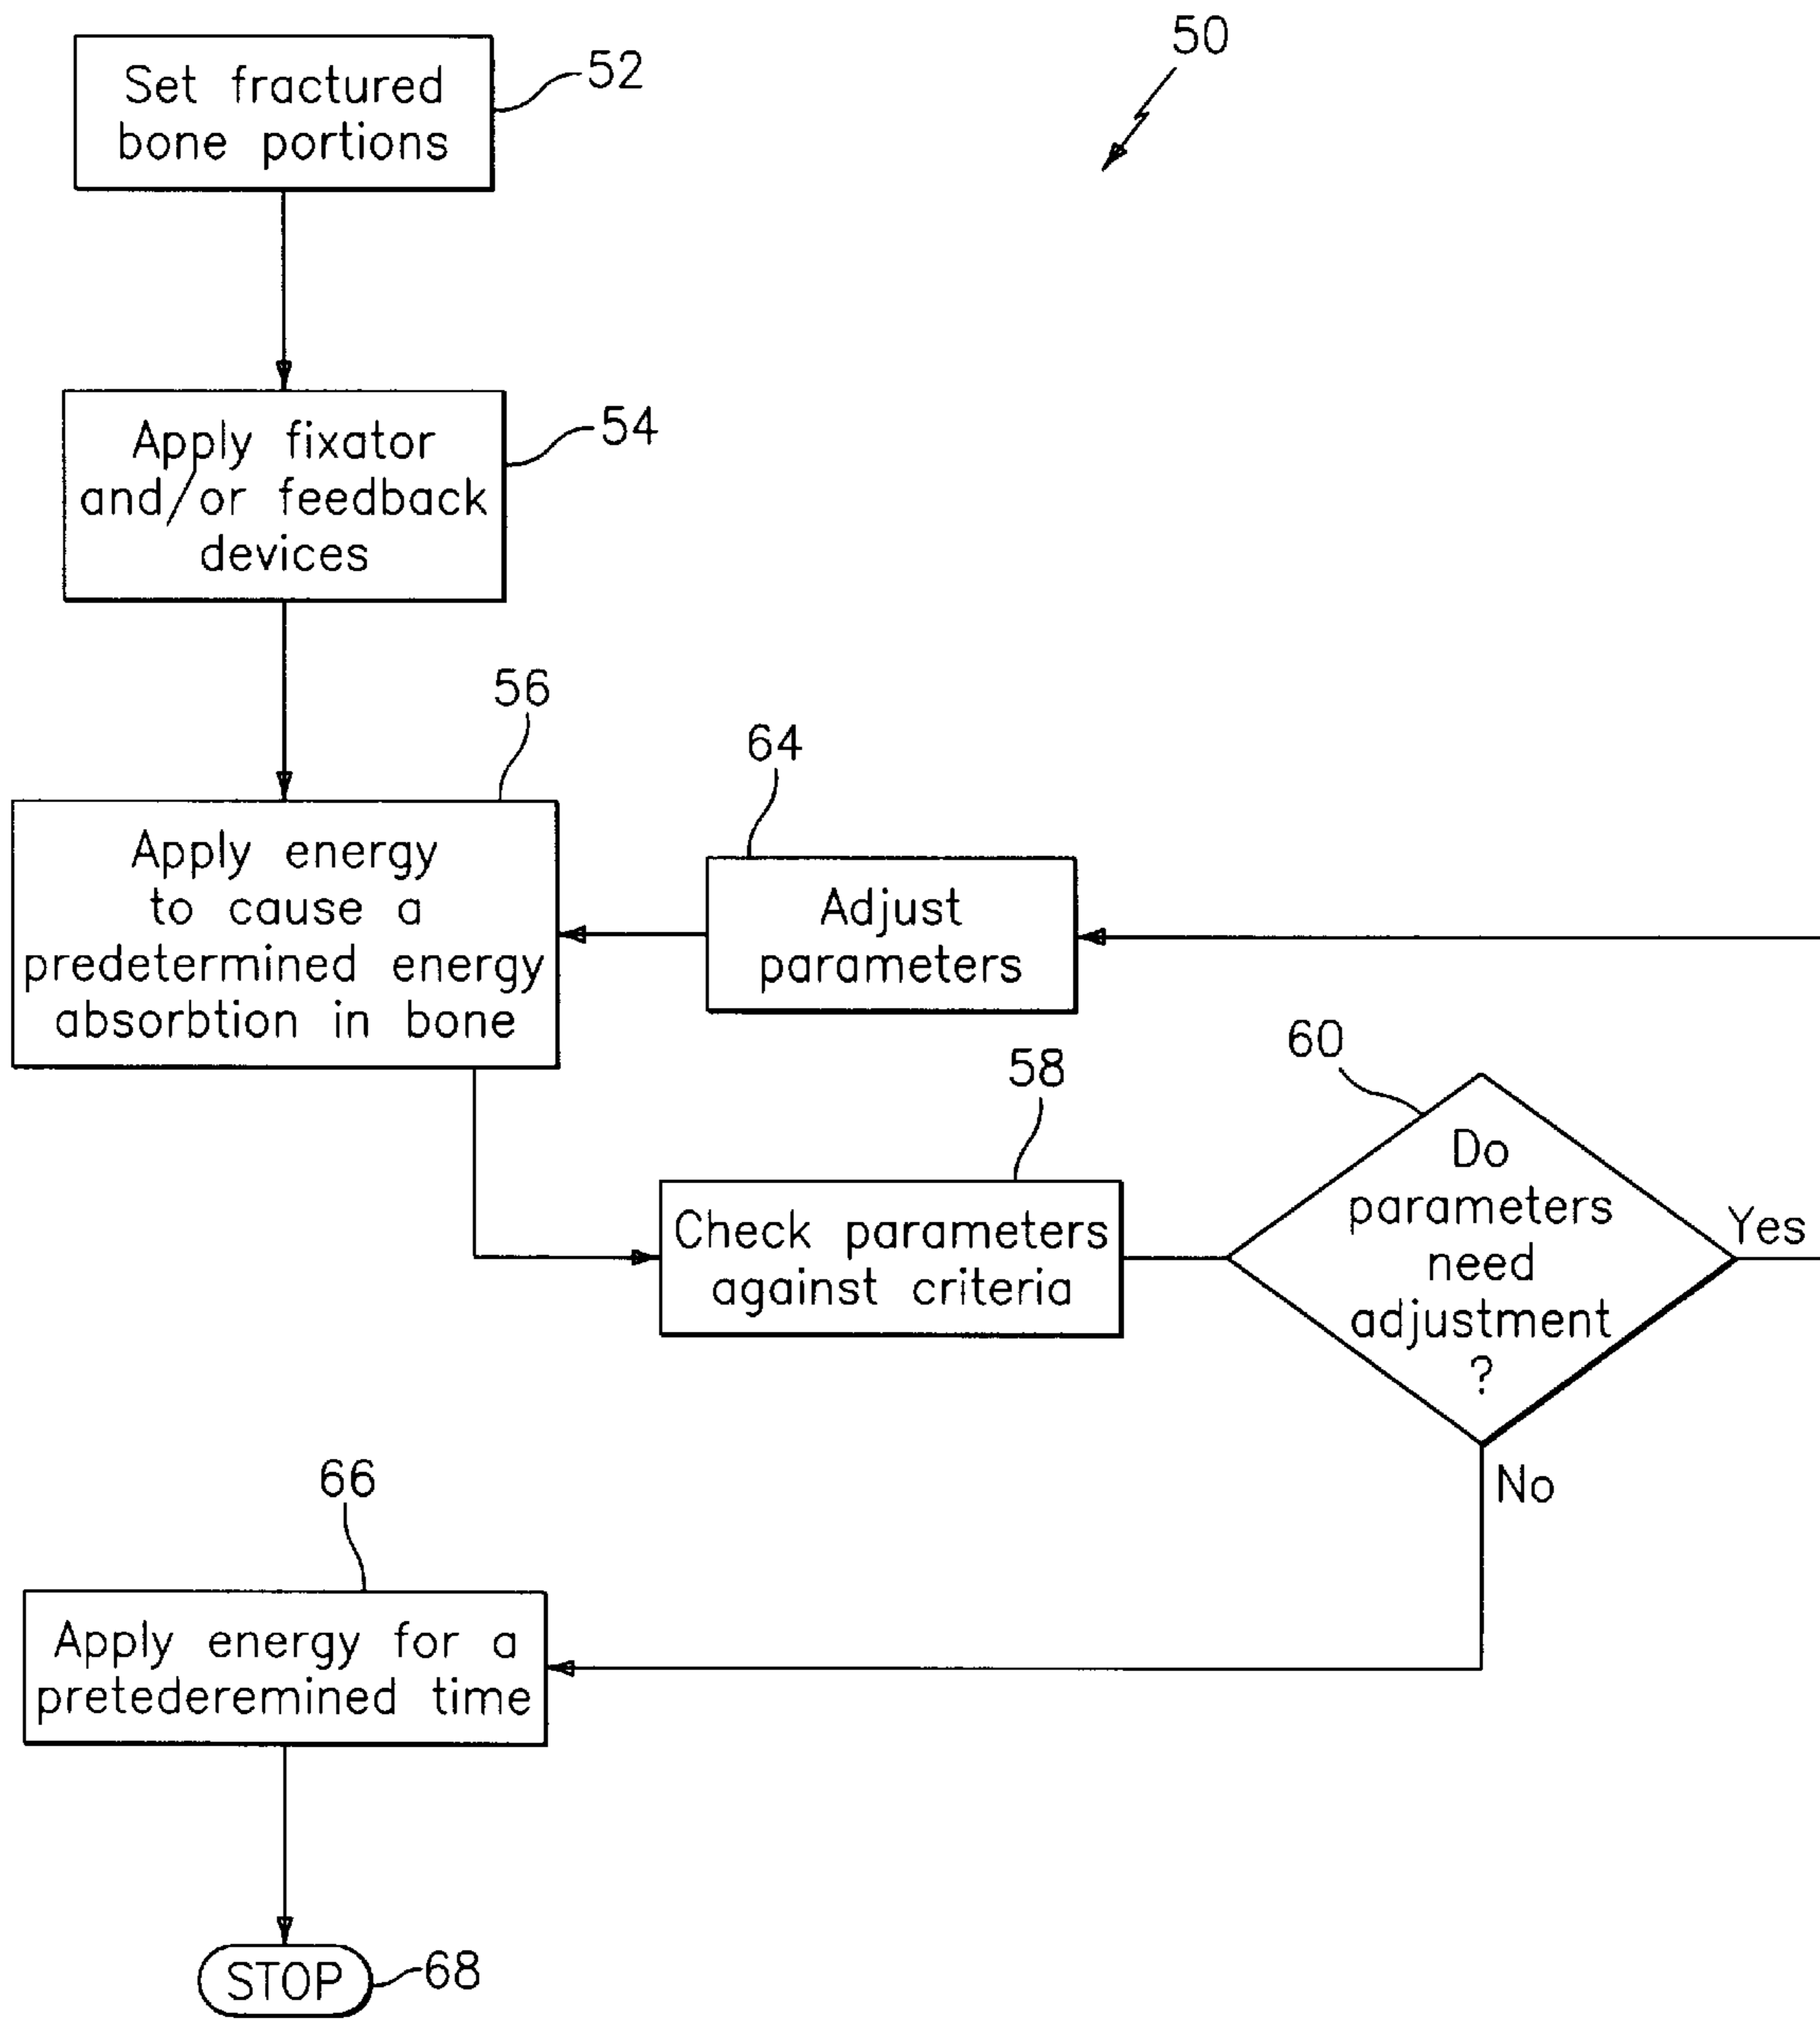 50
Set fractured
bone portions
52
Apply fixator
and/or feedback
devices
54
56
Apply energy
to cause a
predetermined energy
absorbtion in bone
64
Adjust
parameters
58
Check parameters
against criteria
60
Do
parameters
need
adjustment
?
Yes
No
66
Apply energy for a
pretederemined time
STOP
68